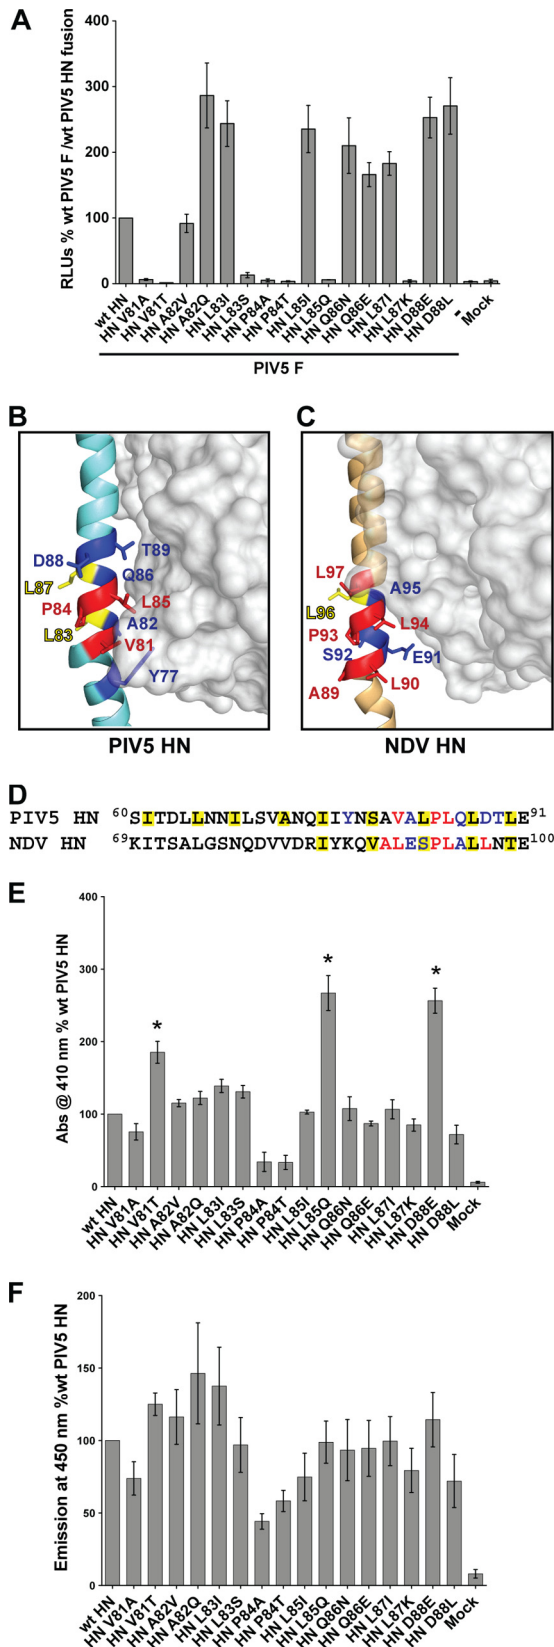 A
RLUs % wt PIV5 F /wt PIV5 HN fusion
400
300
200
100
0
wt HN
HN V81A
HN V81T
HN A82V
HN A82Q
HN L83I
HN L83S
HN P84A
HN P84T
HN L85I
HN L85Q
HN Q86N
HN Q86E
HN L87I
HN L87K
HN D88E
HN D88L
-
Mock
PIV5 F
B
D88
T89
L87
Q86
P84
L85
L83
A82
V81
Y77
PIV5 HN
C
L97
A95
L96
P93
L94
S92
E91
A89
L90
NDV HN
D
PIV5 HN 60SITDLLNNILSVANQIIYNSAVALPLQLDTLE91
NDV HN 69KITSALGSNQDVVDRIYKQVALESPLALLNTE100
E
Abs @ 410 nm % wt PIV5 HN
400
300
200
100
0
*
*
*
wt HN
HN V81A
HN V81T
HN A82V
HN A82Q
HN L83I
HN L83S
HN P84A
HN P84T
HN L85I
HN L85Q
HN Q86N
HN Q86E
HN L87I
HN L87K
HN D88E
HN D88L
Mock
F
Emission at 450 nm %wt PIV5 HN
200
150
100
50
0
wt HN
HN V81A
HN V81T
HN A82V
HN A82Q
HN L83I
HN L83S
HN P84A
HN P84T
HN L85I
HN L85Q
HN Q86N
HN Q86E
HN L87I
HN L87K
HN D88E
HN D88L
Mock